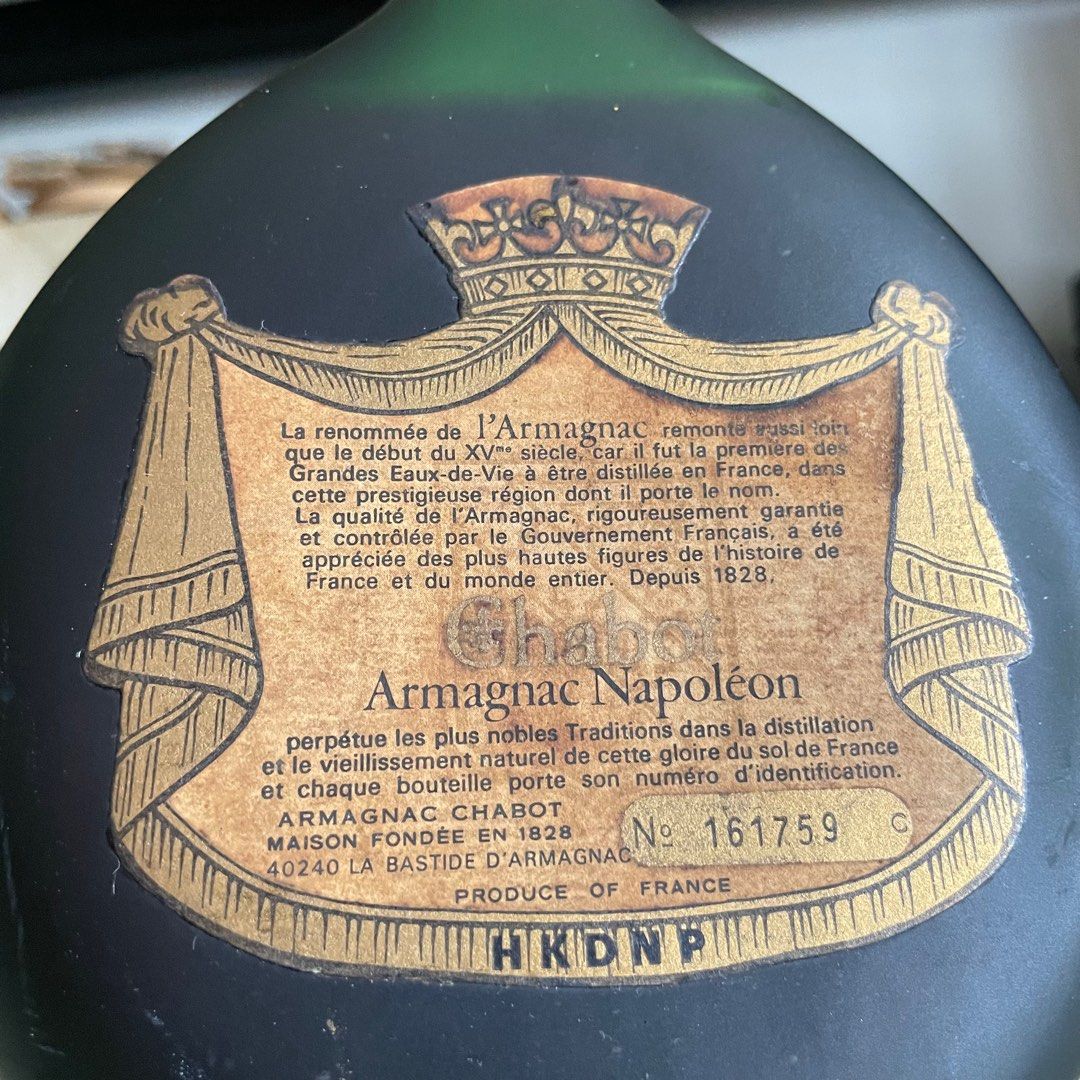 La renommée de l'Armagnac remonte aussi loin
que le début du XVme siècle, car il fut la première des
Grandes Eaux-de-Vie à être distillée en France, dans
cette prestigieuse région dont il porte le nom.
La qualité de l'Armagnac, rigoureusement garantie
et contrôlée par le Gouvernement Français, a été
appréciée des plus hautes figures de l'histoire de
France et du monde entier. Depuis 1828,
Chabot
Armagnac Napoléon
perpétue les plus nobles Traditions dans la distillation
et le vieillissement naturel de cette gloire du sol de France
et chaque bouteille porte son numéro d'identification.
ARMAGNAC CHABOT
MAISON FONDÉE EN 1828
40240 LA BASTIDE D'ARMAGNAC
No 161759 C
PRODUCE OF FRANCE
HKDNP